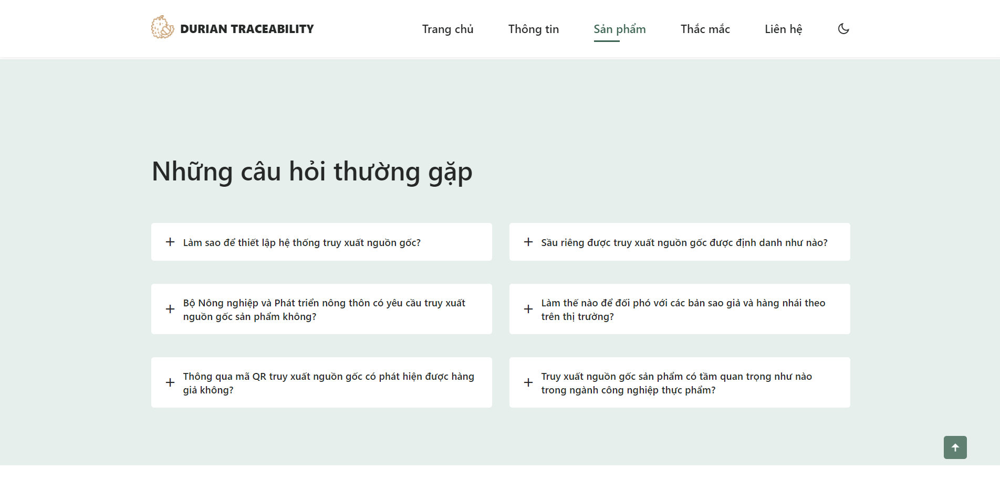 DURIAN TRACEABILITY
Trang chủ
Thông tin
Sản phẩm
Thắc mắc
Liên hệ
Những câu hỏi thường gặp
Làm sao để thiết lập hệ thống truy xuất nguồn gốc?
Sầu riêng được truy xuất nguồn gốc được định danh như nào?
Bộ Nông nghiệp và Phát triển nông thôn có yêu cầu truy xuất
nguồn gốc sản phẩm không?
Làm thế nào để đối phó với các bản sao giả và hàng nhái theo
trên thị trường?
Thông qua mã QR truy xuất nguồn gốc có phát hiện được hàng
giả không?
Truy xuất nguồn gốc sản phẩm có tầm quan trọng như nào
trong ngành công nghiệp thực phẩm?